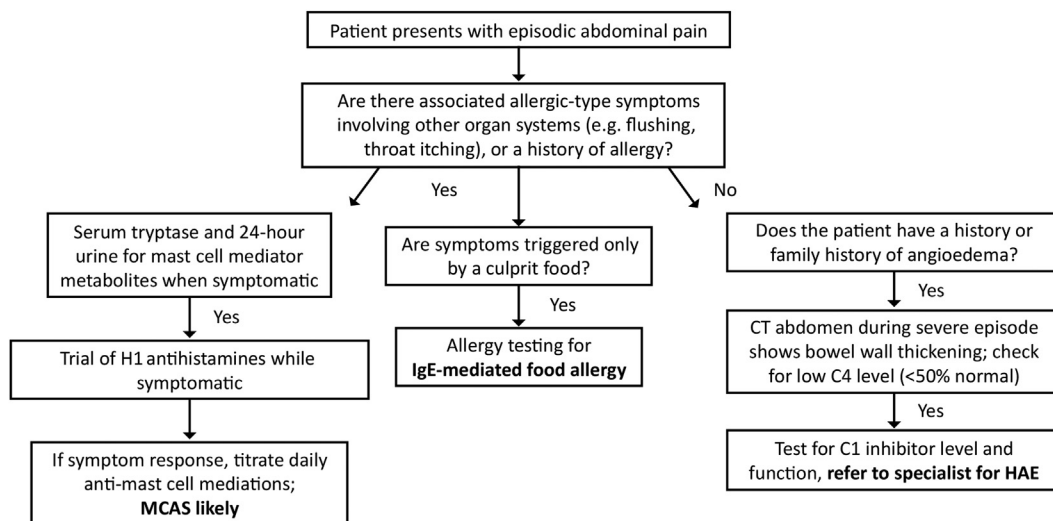 Patient presents with episodic abdominal pain
Are there associated allergic-type symptoms
involving other organ systems (e.g. flushing,
throat itching), or a history of allergy?
Yes
No
Serum tryptase and 24-hour
urine for mast cell mediator
metabolites when symptomatic
Are symptoms triggered only
by a culprit food?
Does the patient have a history or
family history of angioedema?
Yes
Yes
Yes
Trial of H1 antihistamines while
symptomatic
Allergy testing for
IgE-mediated food allergy
CT abdomen during severe episode
shows bowel wall thickening; check
for low C4 level (<50% normal)
Yes
If symptom response, titrate daily
anti-mast cell mediations;
MCAS likely
Test for C1 inhibitor level and
function, refer to specialist for HAE